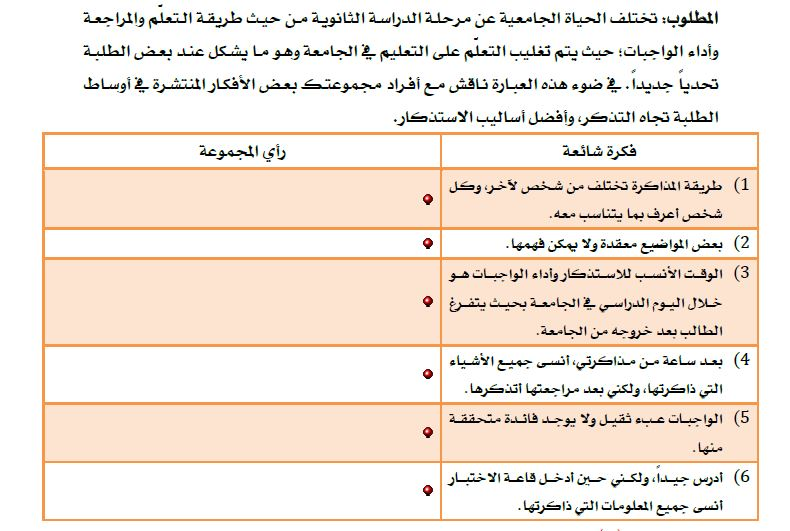 المطلوب: تختلف الحياة الجامعية عن مرحلة الدراسة الثانوية من حيث طريقة التعلّم والمراجعة
وأداء الواجبات؛ حيث يتم تغليب التعلّم على التعليم في الجامعة وهو ما يشكل عند بعض الطلبة
تحدياً جديداً. في ضوء هذه العبارة ناقش مع أفراد مجموعتك بعض الأفكار المنتشرة في أوساط
الطلبة تجاه التذكر، وأفضل أساليب الاستذكار.
فكرة شائعة
رأي المجموعة
1) طريقة المذاكرة تختلف من شخص لآخر، وكل
شخص أعرف بما يتناسب معه.
2) بعض المواضيع معقدة ولا يمكن فهمها.
3) الوقت الأنسب للاستذكار وأداء الواجبات هو
خلال اليوم الدراسي في الجامعة بحيث يتفرغ
الطالب بعد خروجه من الجامعة.
4) بعد ساعة من مذاكرتي، أنسى جميع الأشياء
التي ذاكرتها، ولكني بعد مراجعتها أتذكرها.
5) الواجبات عبء ثقيل ولا يوجد فائدة متحققة
منها.
6) أدرس جيداً، ولكني حين أدخل قاعة الاختبار
أنسى جميع المعلومات التي ذاكرتها.